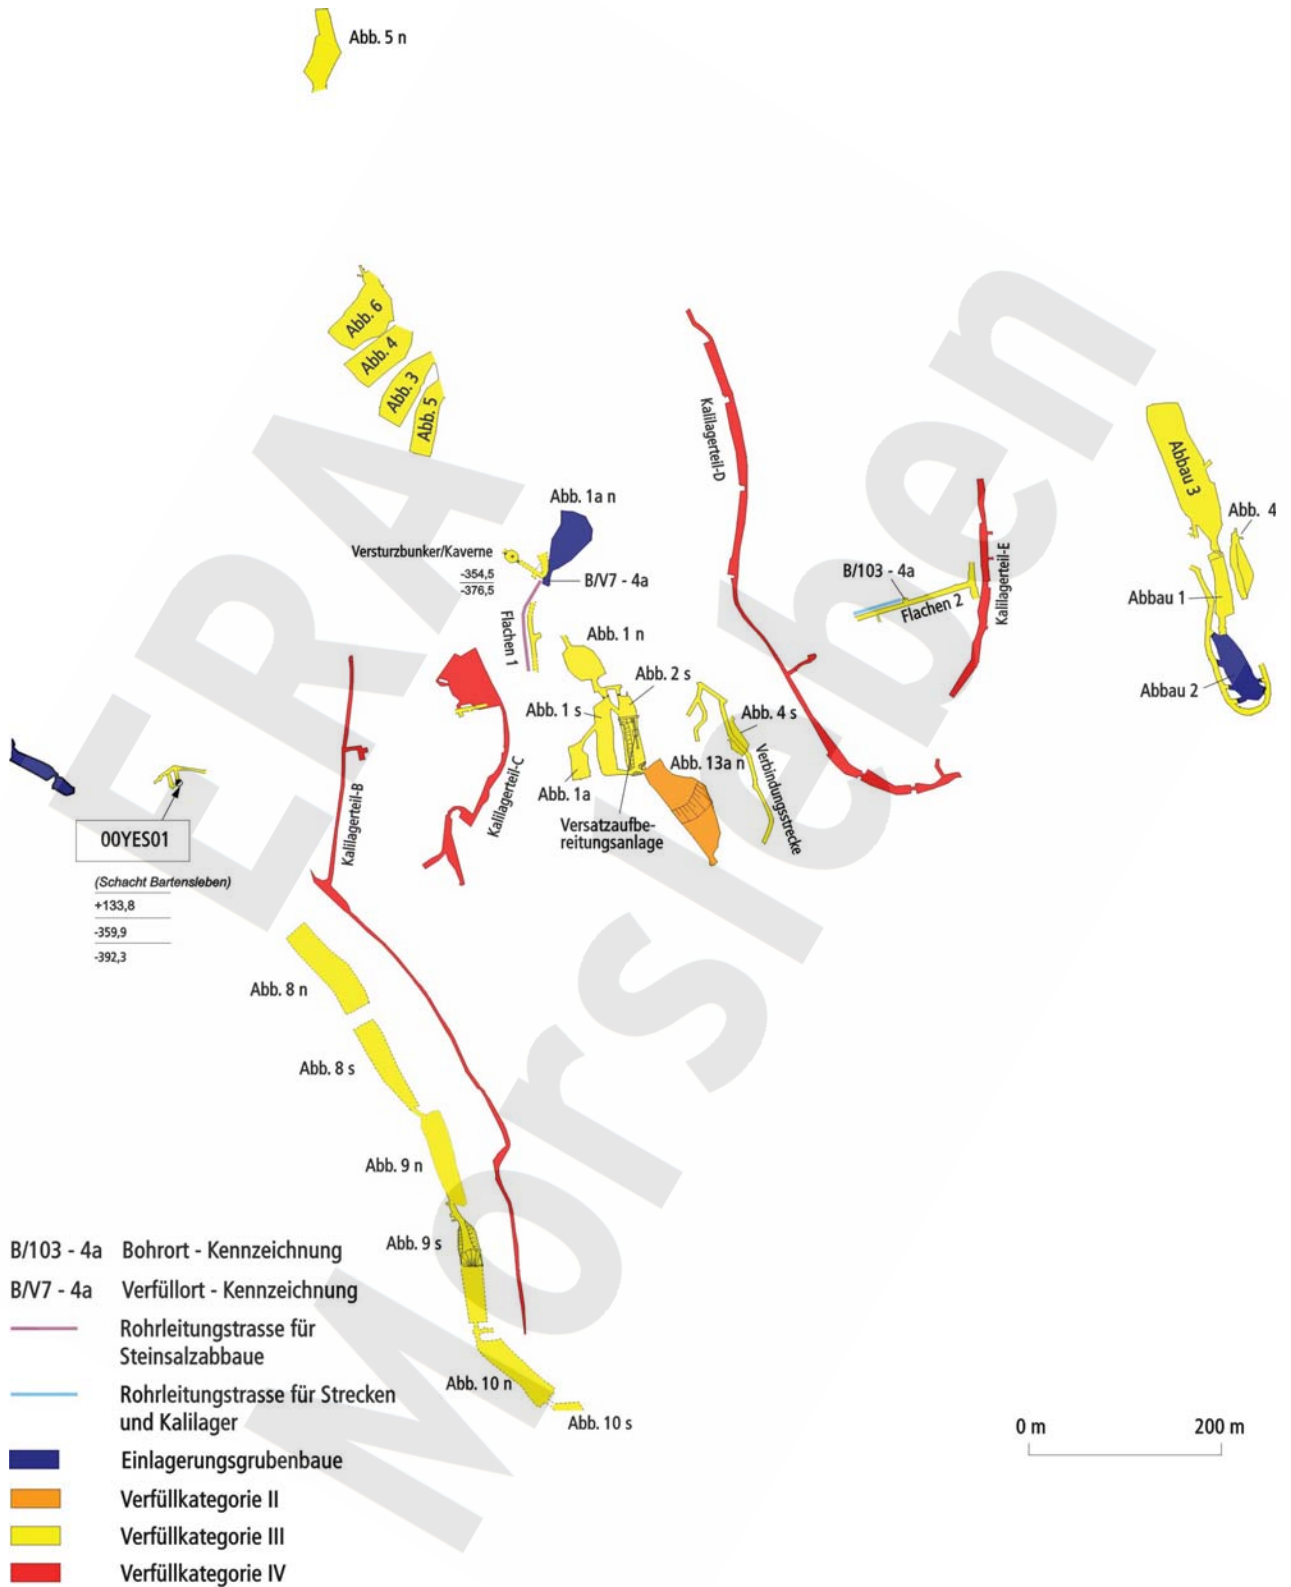 Abb. 5 n
Abb. 6
Abb. 4
Abb. 3
Abb. 5
Kalilagerteil-D
Abbau 3
Abb. 4
Abb. 1a n
Versturzbunker/Kaverne
-354,5
-376,5
B/V7 - 4a
B/103 - 4a
Flachen 2
Kalilagerteil-E
Abbau 1
Abbau 2
Flachen 1
Abb. 1 n
Abb. 2 s
Abb. 1 s
Abb. 4 s
Abb. 13a n
Verbindungsstrecke
Abb. 1a
Versatzaufbe-
reitungsanlage
Kalilagerteil-B
Kalilagerteil-C
00YES01
(Schacht Bartensleben)
+133,8
-359,9
-392,3
Abb. 8 n
Abb. 8 s
Abb. 9 n
Abb. 9 s
Abb. 10 n
Abb. 10 s
B/103 - 4a Bohrort - Kennzeichnung
B/V7 - 4a Verfüllort - Kennzeichnung
Rohrleitungstrasse für
Steinsalzabbaue
Rohrleitungstrasse für Strecken
und Kalilager
Einlagerungsgrubenbaue
Verfüllkategorie II
Verfüllkategorie III
Verfüllkategorie IV
0 m 200 m
ERA
Morsleben